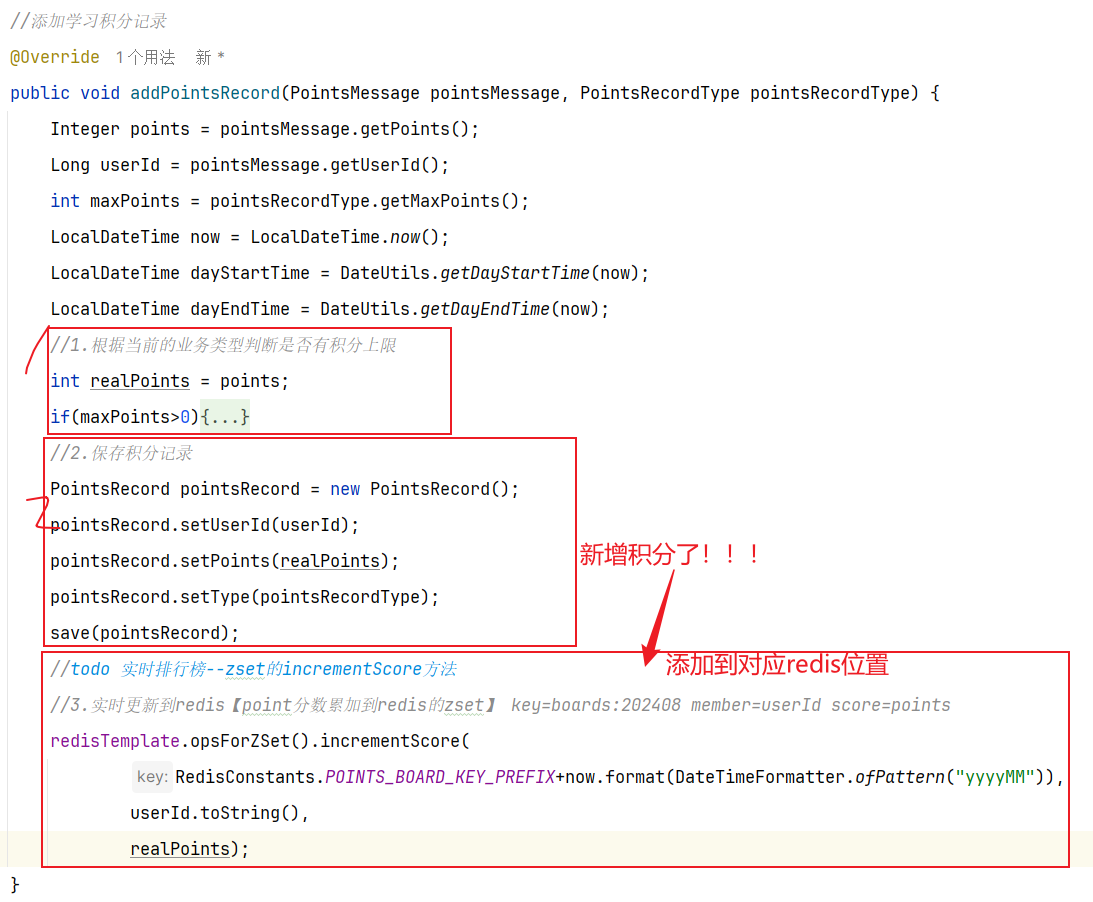 //添加学习积分记录
@Override 1个用法 新 *
public void addPointsRecord(PointsMessage pointsMessage, PointsRecordType pointsRecordType) {
Integer points = pointsMessage.getPoints();
Long userId = pointsMessage.getUserId();
int maxPoints = pointsRecordType.getMaxPoints();
LocalDateTime now = LocalDateTime.now();
LocalDateTime dayStartTime = DateUtils.getDayStartTime(now);
LocalDateTime dayEndTime = DateUtils.getDayEndTime(now);
//1.根据当前的业务类型判断是否有积分上限
int realPoints = points;
if(maxPoints>0){...}
//2.保存积分记录
PointsRecord pointsRecord = new PointsRecord();
2
pointsRecord.setUserId(userId);
新增积分了！！！
pointsRecord.setPoints(realPoints);
pointsRecord.setType(pointsRecordType);
save(pointsRecord);
添加到对应redis位置
//todo 实时排行榜--zset的incrementScore方法
//3.实时更新到redis【point分数累加到redis的zset】 key=boards:202408 member=userId score=points
redisTemplate.opsForZSet().incrementScore(
key: RedisConstants.POINTS_BOARD_KEY_PREFIX+now.format(DateTimeFormatter.ofPattern("yyyyMM")),
userId.toString(),
realPoints);
}